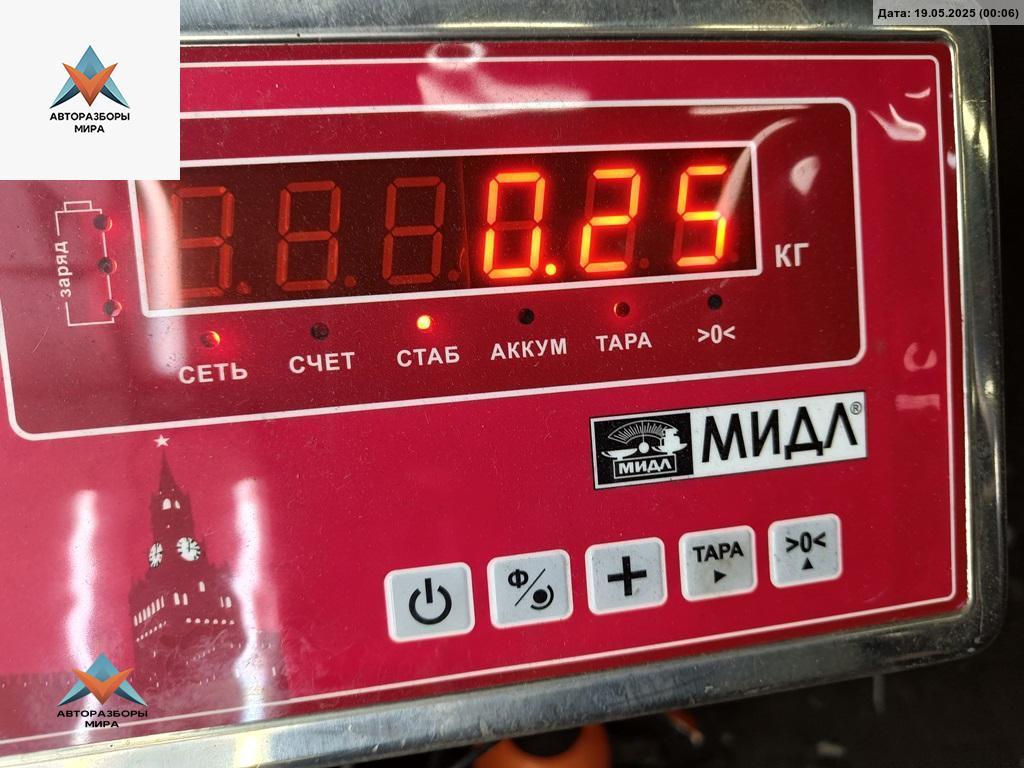 Дата: 19.05.2025 (00:06)
АВТОРАЗБОРЫ
МИРА
заряд
0.25
КГ
СЕТЬ СЧЕТ СТАБ АККУМ ТАРА >0<
МИДЛ
МИДЛ®
Ф
+
ТАРА
>0<
АВТОРАЗБОРЫ
МИРА